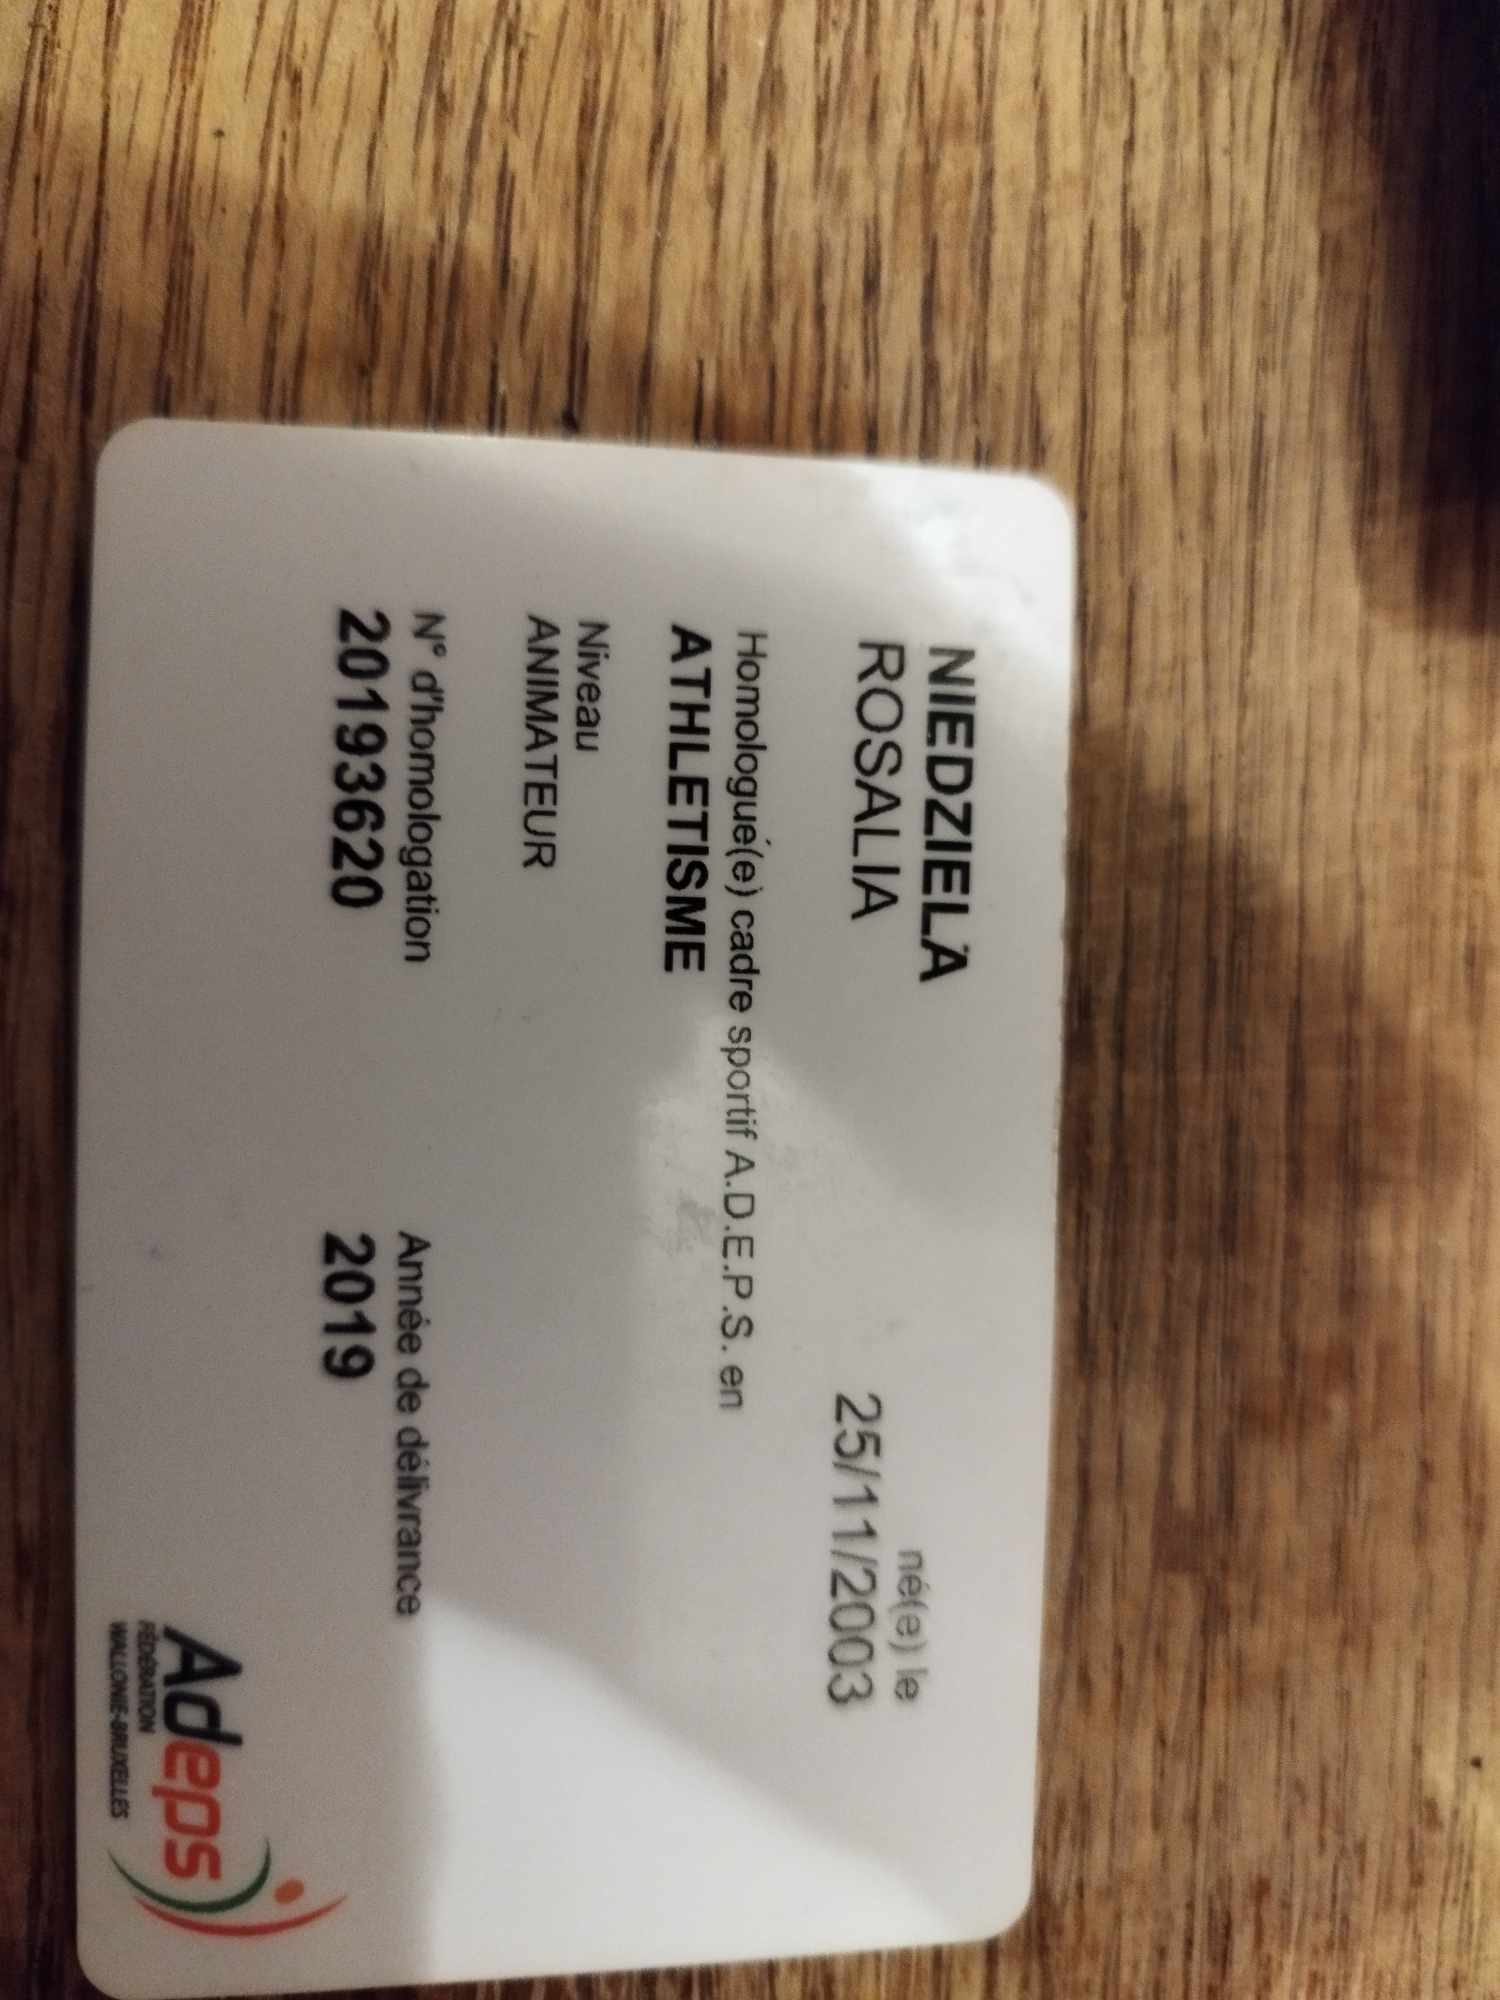 NIEDZIELA
ROSALIA
né(e) le
25/11/2003
Homologué(e) cadre sportif A.D.E.P.S. en
ATHLETISME
Niveau
ANIMATEUR
N° d'homologation
20193620
Année de délivrance
2019
Adeps
FÉDÉRATION
WALLONIE-BRUXELLES